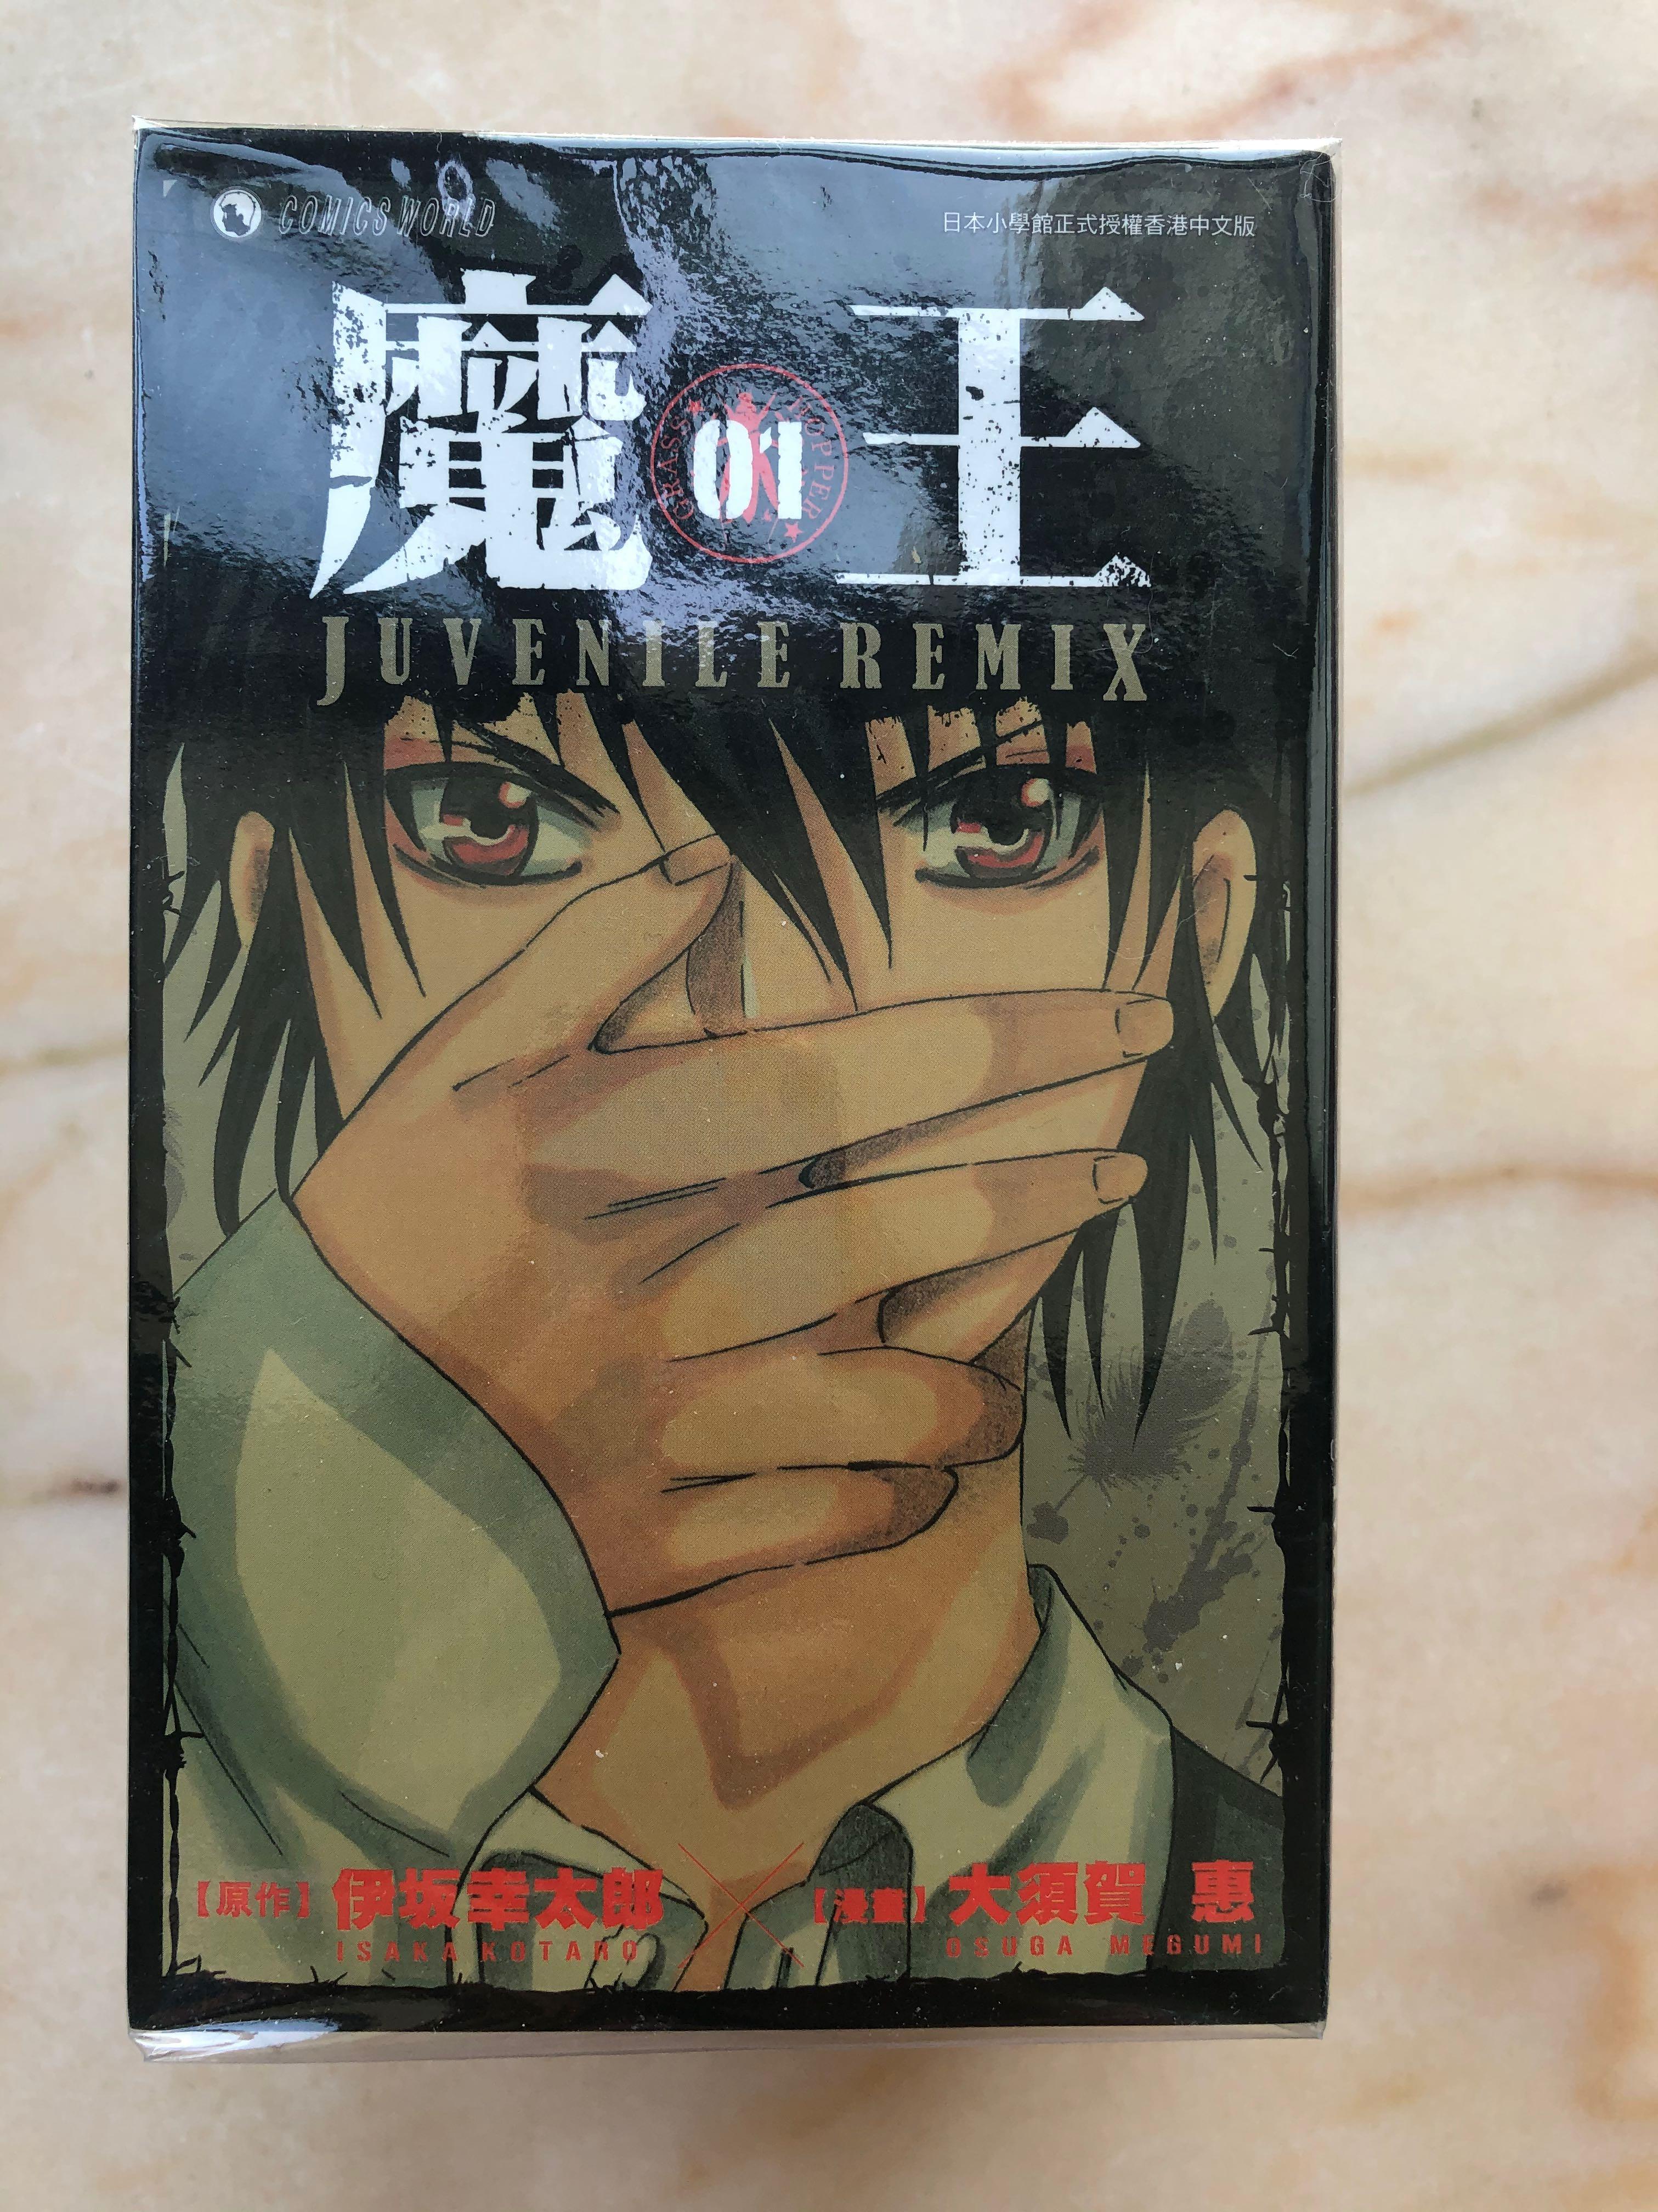 COMICS WORLD
日本小學館正式授權香港中文版
魔王
GRASS HOPPER
01
JUVENILE REMIX
【原作】伊坂幸太郎
ISAKA KOTARO
【漫畫】大須賀 惠
OSUGA MEGUMI